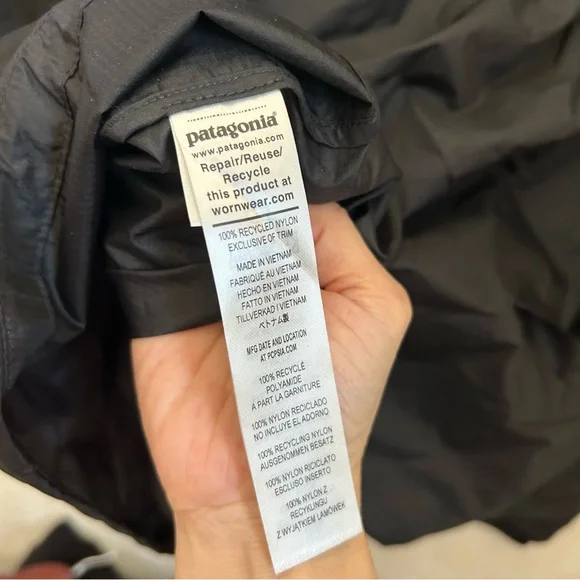 patagonia®
www.patagonia.com
Repair/Reuse/
Recycle
this product at
wornwear.com
100% RECYCLED NYLON
EXCLUSIVE OF TRIM
MADE IN VIETNAM
FABRIQUÉ AU VIETNAM
HECHO EN VIETNAM
FATTO IN VIETNAM
TILLVERKAD I VIETNAM
ベトナム製
MFG DATE AND LOCATION
AT PCPSIA.COM
100% RECYCLÉ
POLYAMIDE
À PART LA GARNITURE
100% NYLON RECICLADO
NO INCLUYE EL ADORNO
100% RECYCLING NYLON
AUSGENOMMEN BESATZ
100% NYLON RICICLATO
ESCLUSO INSERTO
100% NYLON Z
RECYKLINGU
Z WYJĄTKIEM LAMÓWEK